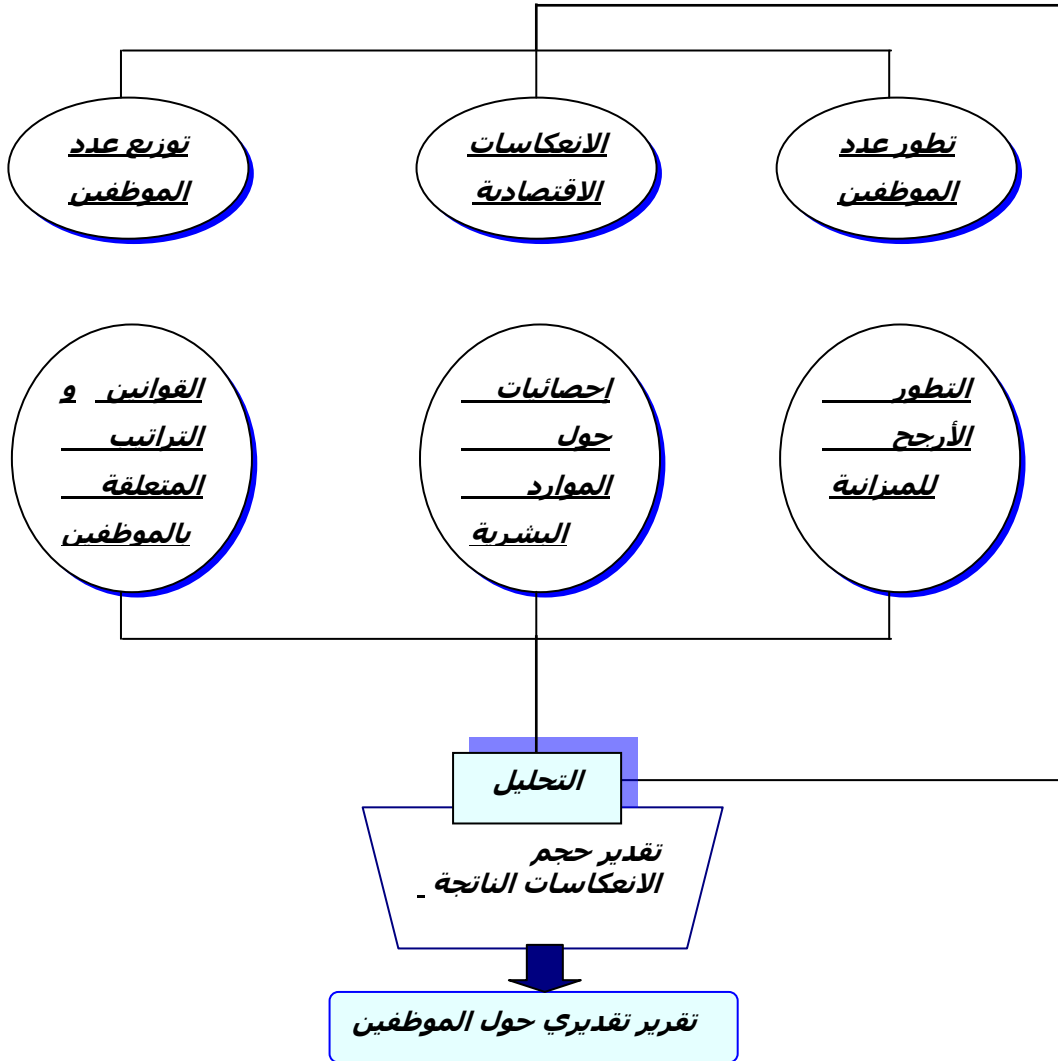 تطور عدد
الموظفين
الانعكاسات
الاقتصادية
توزيع عدد
الموظفين
التطور
الأرجح
للميزانية
إحصائيات
حول
الموارد
البشرية
القوانين و
التراتيب
المتعلقة
بالموظفين
التحليل
تقدير حجم
الانعكاسات الناتجة
تقرير تقديري حول الموظفين